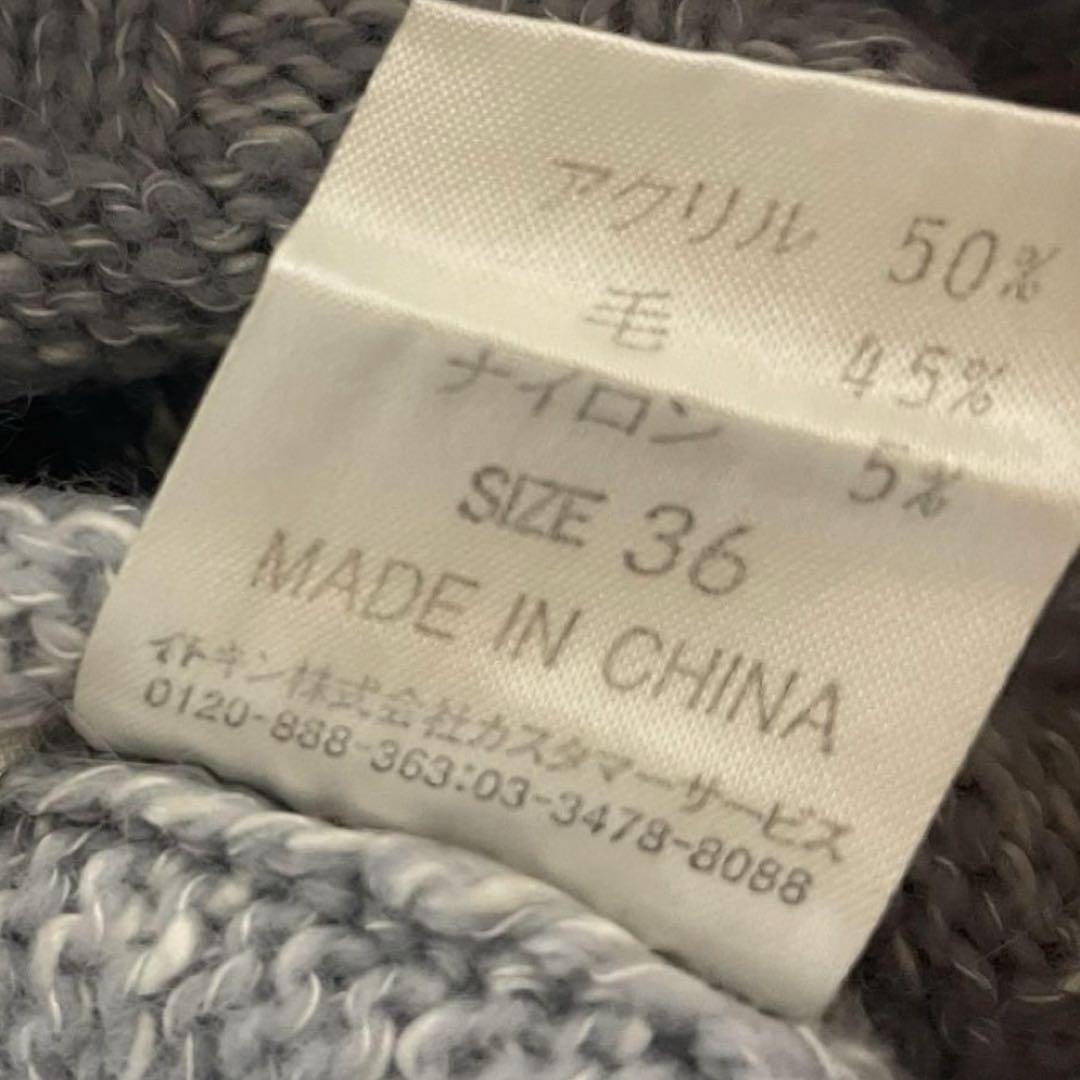 アクリル 50%
毛 45%
ナイロン 5%
SIZE 36
MADE IN CHINA
イトキン株式会社カスタマーサービス
0120-888-363:03-3478-8088